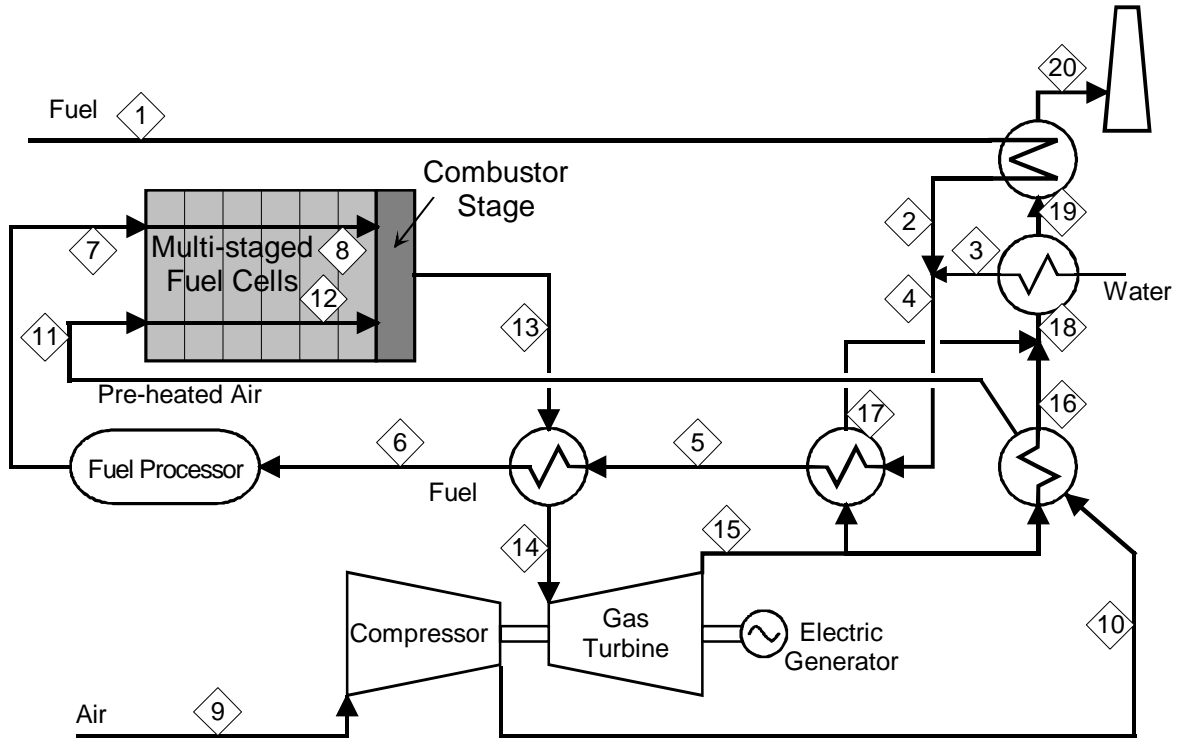 20
Fuel
1
Combustor
Stage
2
19
7
Multi-staged
Fuel Cells
8
3
Water
12
4
11
13
18
Pre-heated Air
16
17
6
5
Fuel Processor
Fuel
14
15
Compressor
Gas
Turbine
Electric
Generator
10
Air
9